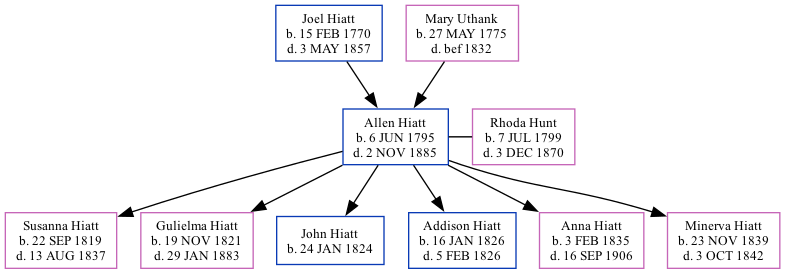 Joel Hiatt
b. 15 FEB 1770
d. 3 MAY 1857
Mary Uthank
b. 27 MAY 1775
d. bef 1832
Allen Hiatt
b. 6 JUN 1795
d. 2 NOV 1885
Rhoda Hunt
b. 7 JUL 1799
d. 3 DEC 1870
Susanna Hiatt
b. 22 SEP 1819
d. 13 AUG 1837
Gulielma Hiatt
b. 19 NOV 1821
d. 29 JAN 1883
John Hiatt
b. 24 JAN 1824
Addison Hiatt
b. 16 JAN 1826
d. 5 FEB 1826
Anna Hiatt
b. 3 FEB 1835
d. 16 SEP 1906
Minerva Hiatt
b. 23 NOV 1839
d. 3 OCT 1842